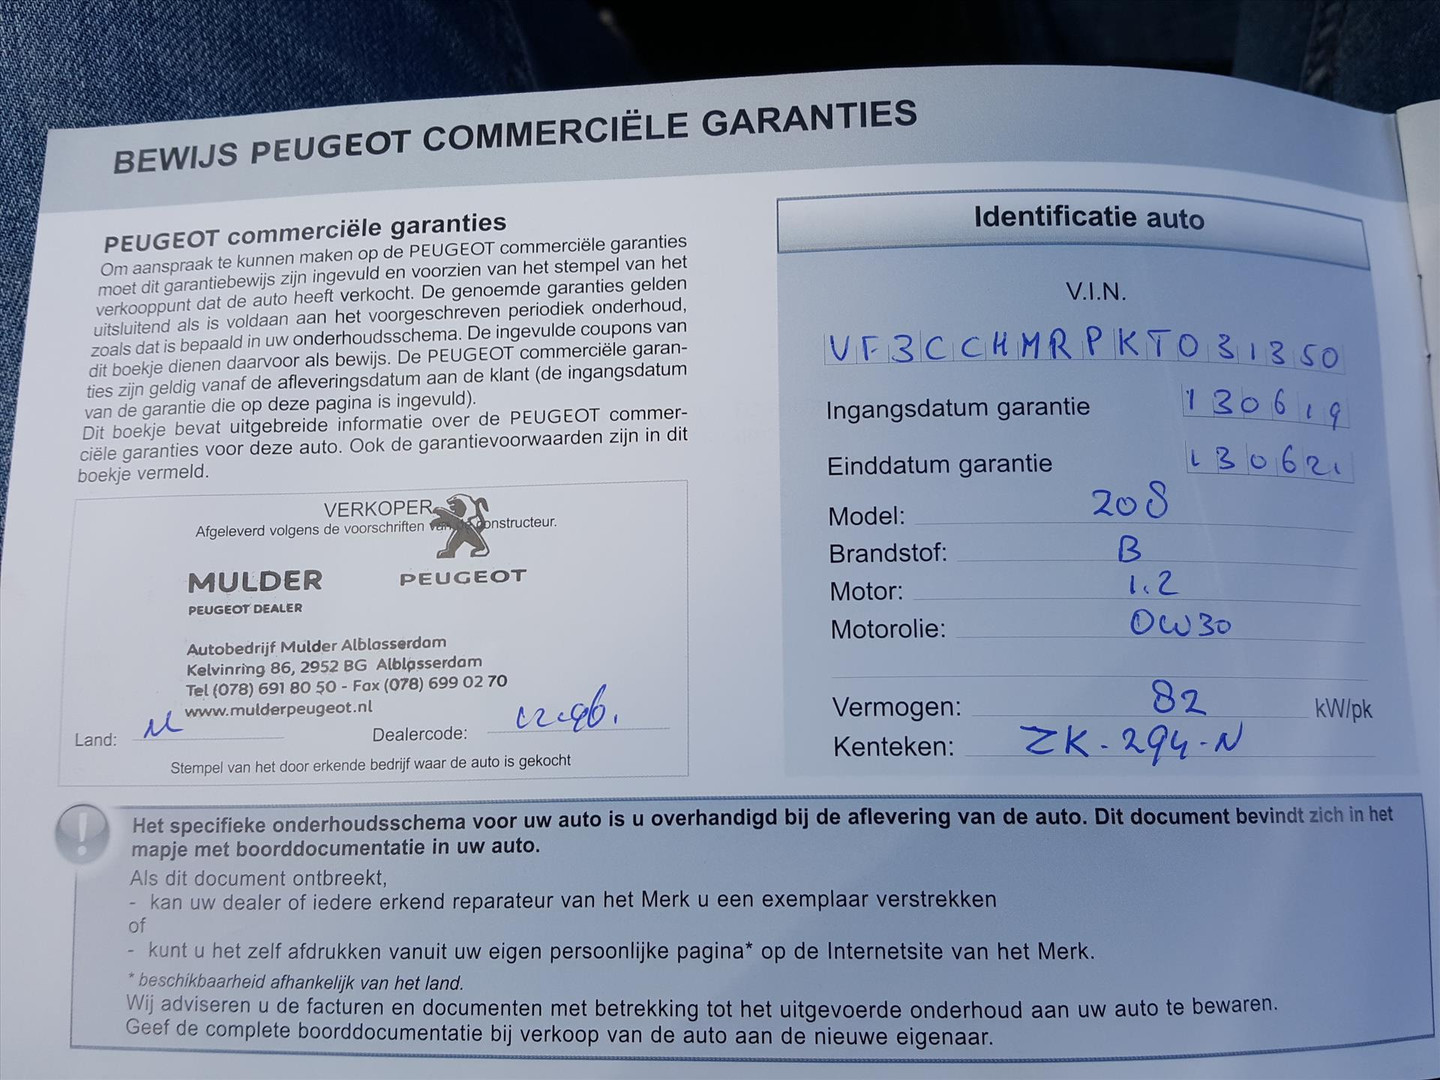 BEWIJS PEUGEOT COMMERCIËLE GARANTIES
PEUGEOT commerciële garanties
Om aanspraak te kunnen maken op de PEUGEOT commerciële garanties
moet dit garantiebewijs zijn ingevuld en voorzien van het stempel van het
verkooppunt dat de auto heeft verkocht. De genoemde garanties gelden
uitsluitend als is voldaan aan het voorgeschreven periodiek onderhoud,
zoals dat is bepaald in uw onderhoudsschema. De ingevulde coupons van
dit boekje dienen daarvoor als bewijs. De PEUGEOT commerciële garan-
ties zijn geldig vanaf de afleveringsdatum aan de klant (de ingangsdatum
van de garantie die op deze pagina is ingevuld).
Dit boekje bevat uitgebreide informatie over de PEUGEOT commer-
ciële garanties voor deze auto. Ook de garantievoorwaarden zijn in dit
boekje vermeld.
VERKOPER
Afgeleverd volgens de voorschriften van de constructeur.
MULDER
PEUGEOT DEALER
PEUGEOT
Autobedrijf Mulder Alblasserdam
Kelvinring 86, 2952 BG Alblasserdam
Tel (078) 691 80 50 - Fax (078) 699 02 70
www.mulderpeugeot.nl
Land:
Dealercode:
Stempel van het door erkende bedrijf waar de auto is gekocht
Identificatie auto
V.I.N.
VF3CCHMRPKT031350
Ingangsdatum garantie 130619
Einddatum garantie 130621
Model: 208
Brandstof: B
Motor: 1.2
Motorolie: 0W30
Vermogen: 82 kW/pk
Kenteken: ZK-294-N
Het specifieke onderhoudsschema voor uw auto is u overhandigd bij de aflevering van de auto. Dit document bevindt zich in het
mapje met boorddocumentatie in uw auto.
Als dit document ontbreekt,
- kan uw dealer of iedere erkend reparateur van het Merk u een exemplaar verstrekken
of
- kunt u het zelf afdrukken vanuit uw eigen persoonlijke pagina* op de Internetsite van het Merk.
* beschikbaarheid afhankelijk van het land.
Wij adviseren u de facturen en documenten met betrekking tot het uitgevoerde onderhoud aan uw auto te bewaren.
Geef de complete boorddocumentatie bij verkoop van de auto aan de nieuwe eigenaar.